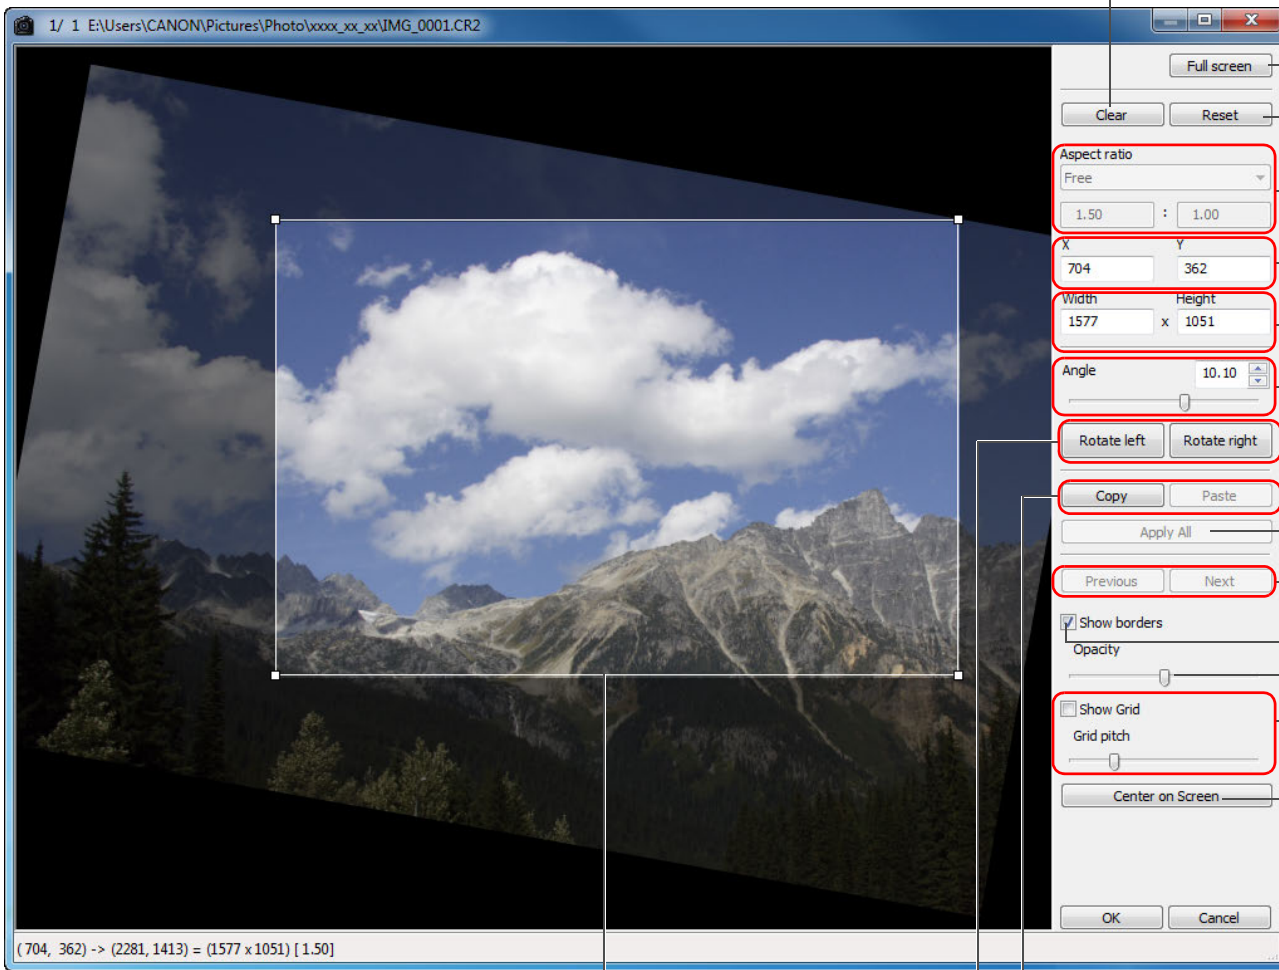 1/ 1 E:\Users\CANON\Pictures\Photo\xxxx_xx_xx\IMG_0001.CR2
Full screen
Clear Reset
Aspect ratio
Free
1.50 : 1.00
X Y
704 362
Width Height
1577 x 1051
Angle 10.10
Rotate left Rotate right
Copy Paste
Apply All
Previous Next
Show borders
Opacity
Show Grid
Grid pitch
Center on Screen
OK Cancel
( 704, 362) -> (2281, 1413) = (1577 x 1051) [ 1.50]